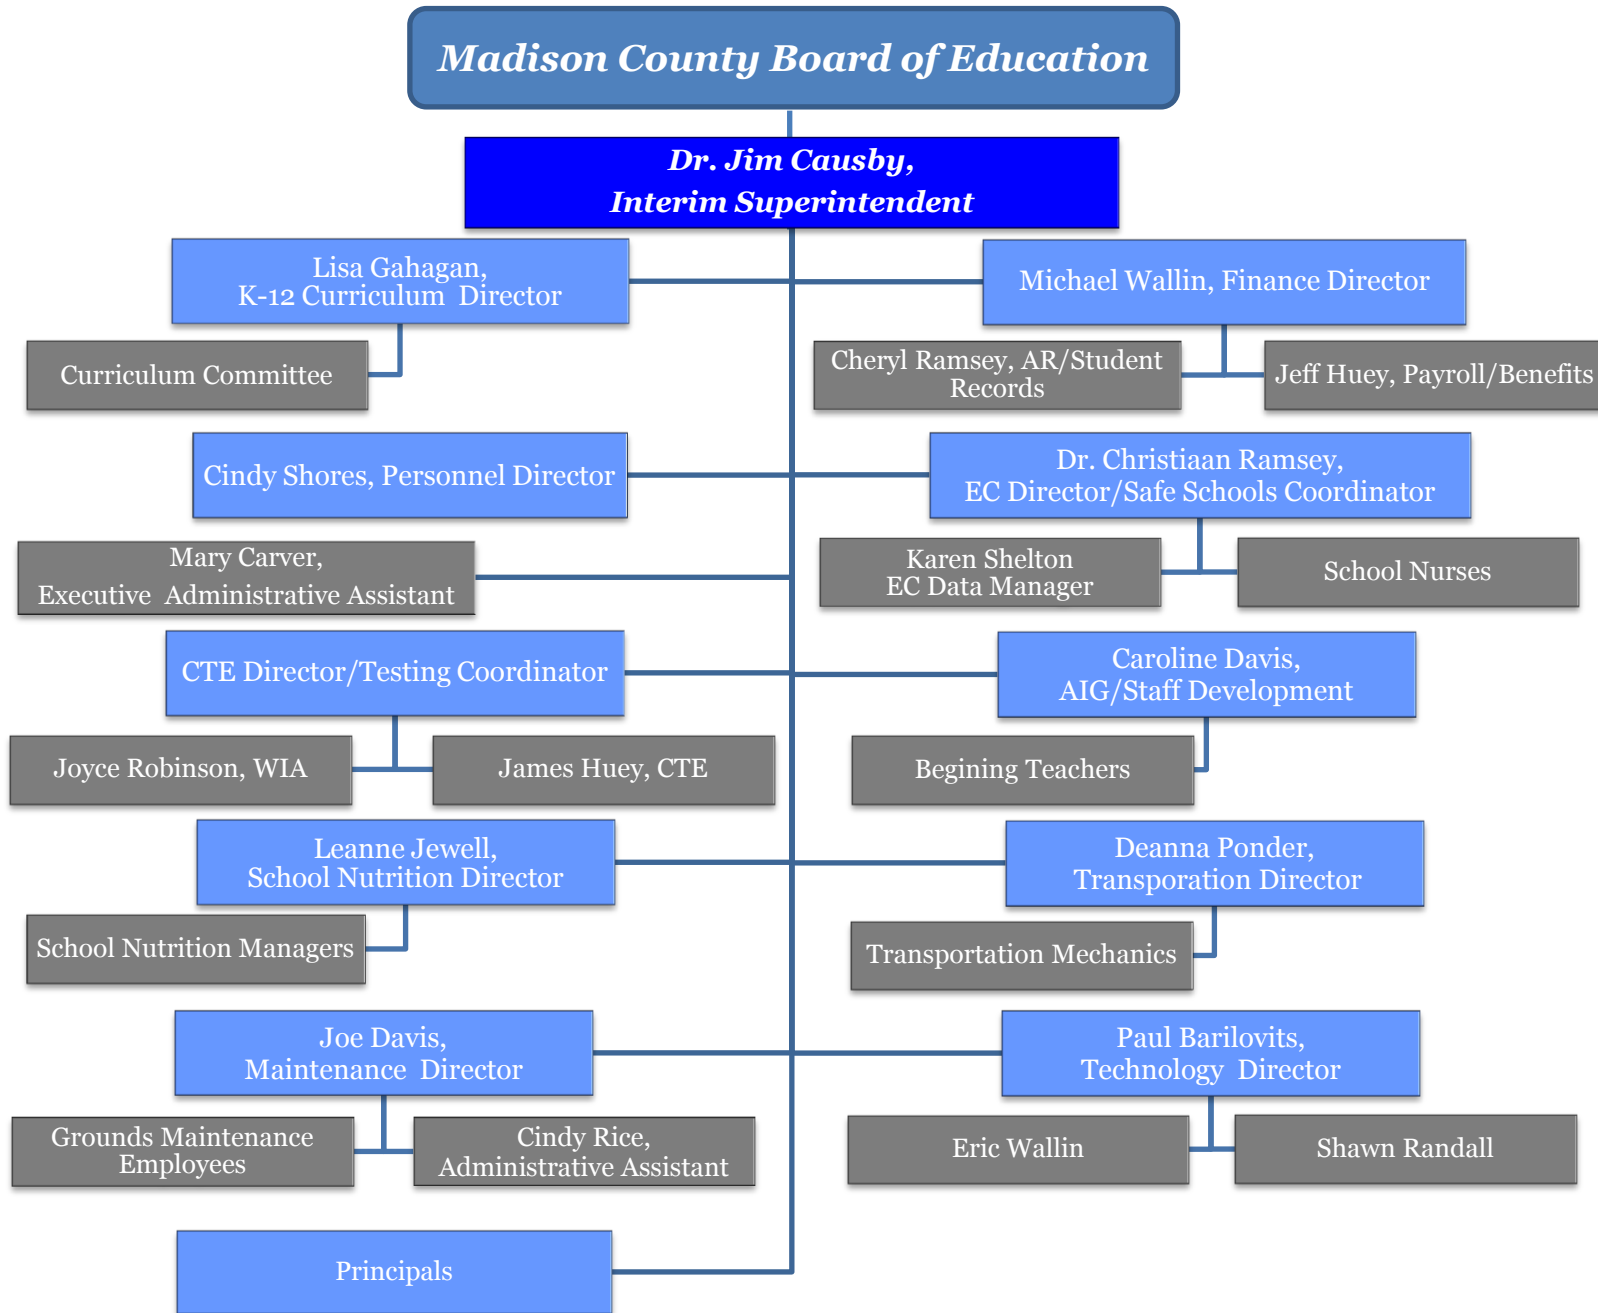 Madison County Board of Education
Dr. Jim Causby,
Interim Superintendent
Lisa Gahagan,
K-12 Curriculum  Director
Michael Wallin, Finance Director
Curriculum Committee
Cheryl Ramsey, AR/Student
Records
Jeff Huey, Payroll/Benefits
Cindy Shores, Personnel Director
Dr. Christiaan Ramsey,
EC Director/Safe Schools Coordinator
Mary Carver,
Executive  Administrative Assistant
Karen Shelton
EC Data Manager
School Nurses
CTE Director/Testing Coordinator
Caroline Davis,
AIG/Staff Development
Joyce Robinson, WIA
James Huey, CTE
Begining Teachers
Leanne Jewell,
School Nutrition Director
Deanna Ponder,
Transporation Director
School Nutrition Managers
Transportation Mechanics
Joe Davis,
Maintenance  Director
Paul Barilovits,
Technology  Director
Grounds Maintenance
Employees
Cindy Rice,
Administrative Assistant
Eric Wallin
Shawn Randall
Principals